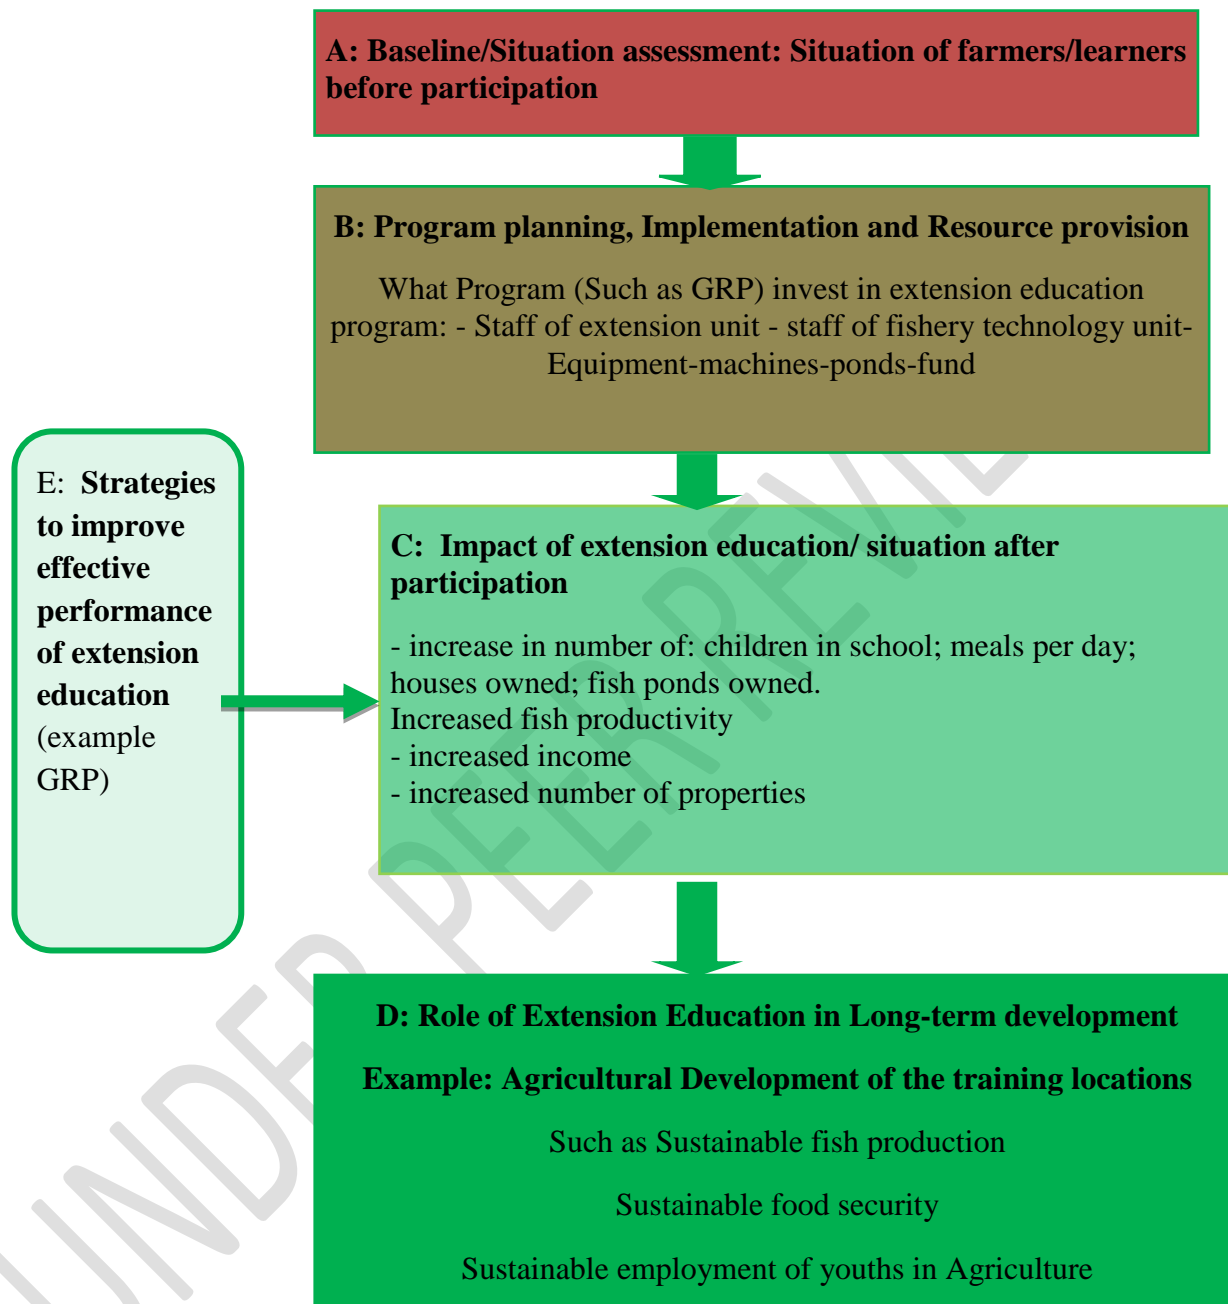 A: Baseline/Situation assessment: Situation of farmers/learners
before participation
B: Program planning, Implementation and Resource provision
What Program (Such as GRP) invest in extension education
program: - Staff of extension unit - staff of fishery technology unit-
Equipment-machines-ponds-fund
E: Strategies
to improve
effective
performance
of extension
education
(example
GRP)
C: Impact of extension education/ situation after
participation
- increase in number of: children in school; meals per day;
houses owned; fish ponds owned.
Increased fish productivity
- increased income
- increased number of properties
D: Role of Extension Education in Long-term development
Example: Agricultural Development of the training locations
Such as Sustainable fish production
Sustainable food security
Sustainable employment of youths in Agriculture
UNDER PEER REVIE